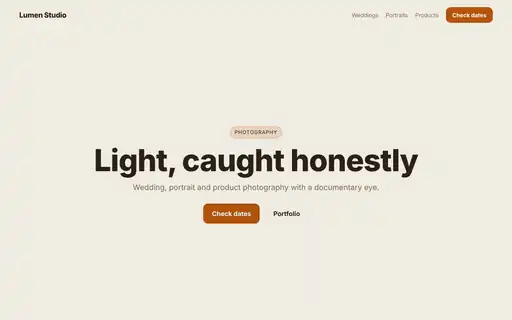 Lumen Studio
Weddings Portraits Products Check dates
PHOTOGRAPHY
Light, caught honestly
Wedding, portrait and product photography with a documentary eye.
Check dates Portfolio